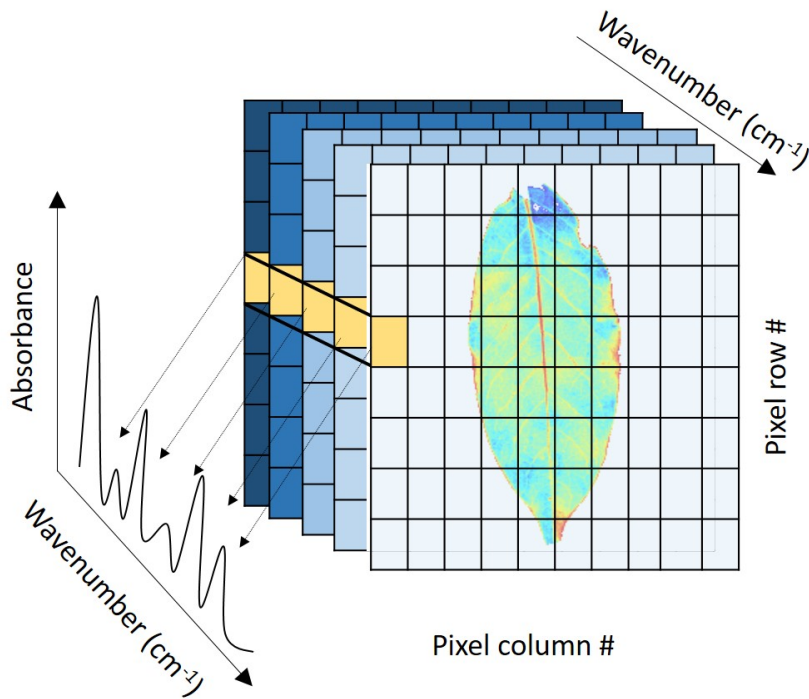 Wavenumber (cm⁻¹)
Absorbance
Pixel row #
Wavenumber (cm⁻¹)
Pixel column #